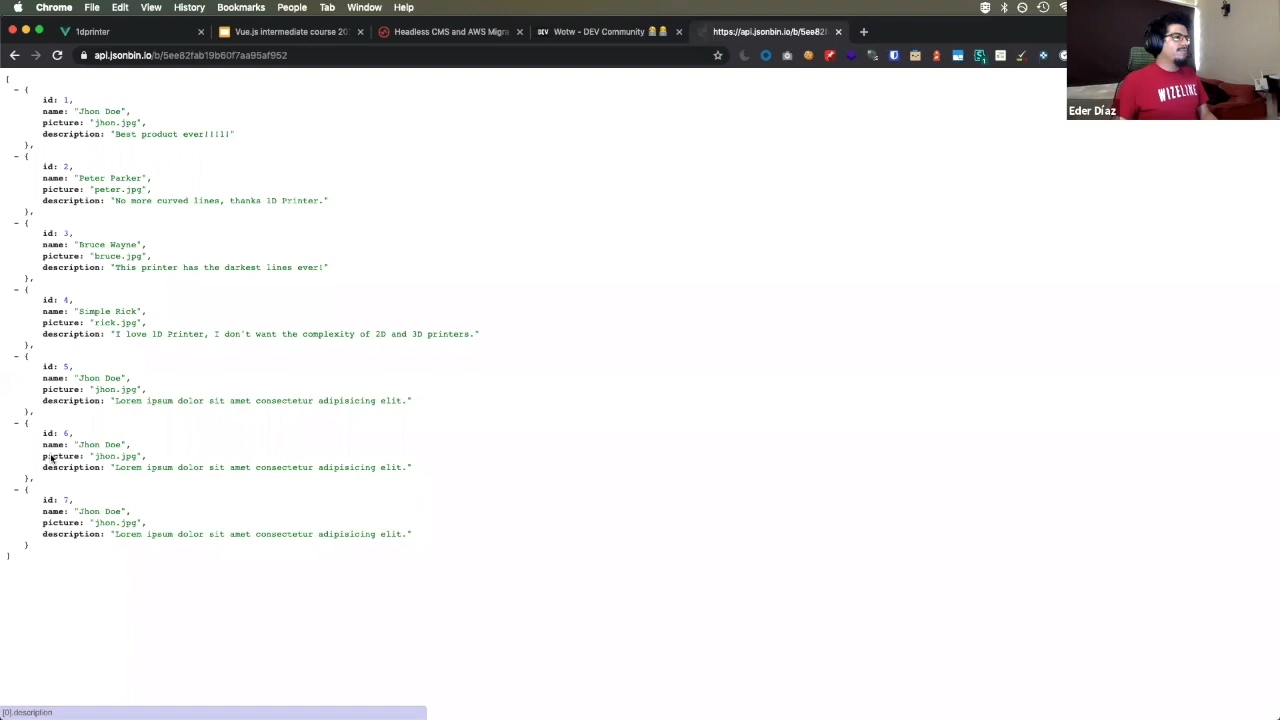 Chrome File Edit View History Bookmarks People Tab Window Help
1dprinter
Vue.js intermediate course 20
Headless CMS and AWS Migra
DEV Wotw - DEV Community
https://api.jsonbin.io/b/5ee82
api.jsonbin.io/b/5ee82fab19b60f7aa95af952
WIZELINE
Eder Díaz
[
- {
id: 1,
name: "Jhon Doe",
picture: "jhon.jpg",
description: "Best product ever!!!1!"
},
- {
id: 2,
name: "Peter Parker",
picture: "peter.jpg",
description: "No more curved lines, thanks 1D Printer."
},
- {
id: 3,
name: "Bruce Wayne",
picture: "bruce.jpg",
description: "This printer has the darkest lines ever!"
},
- {
id: 4,
name: "Simple Rick",
picture: "rick.jpg",
description: "I love 1D Printer, I don't want the complexity of 2D and 3D printers."
},
- {
id: 5,
name: "Jhon Doe",
picture: "jhon.jpg",
description: "Lorem ipsum dolor sit amet consectetur adipisicing elit."
},
- {
id: 6,
name: "Jhon Doe",
picture: "jhon.jpg",
description: "Lorem ipsum dolor sit amet consectetur adipisicing elit."
},
- {
id: 7,
name: "Jhon Doe",
picture: "jhon.jpg",
description: "Lorem ipsum dolor sit amet consectetur adipisicing elit."
}
]
[0].description